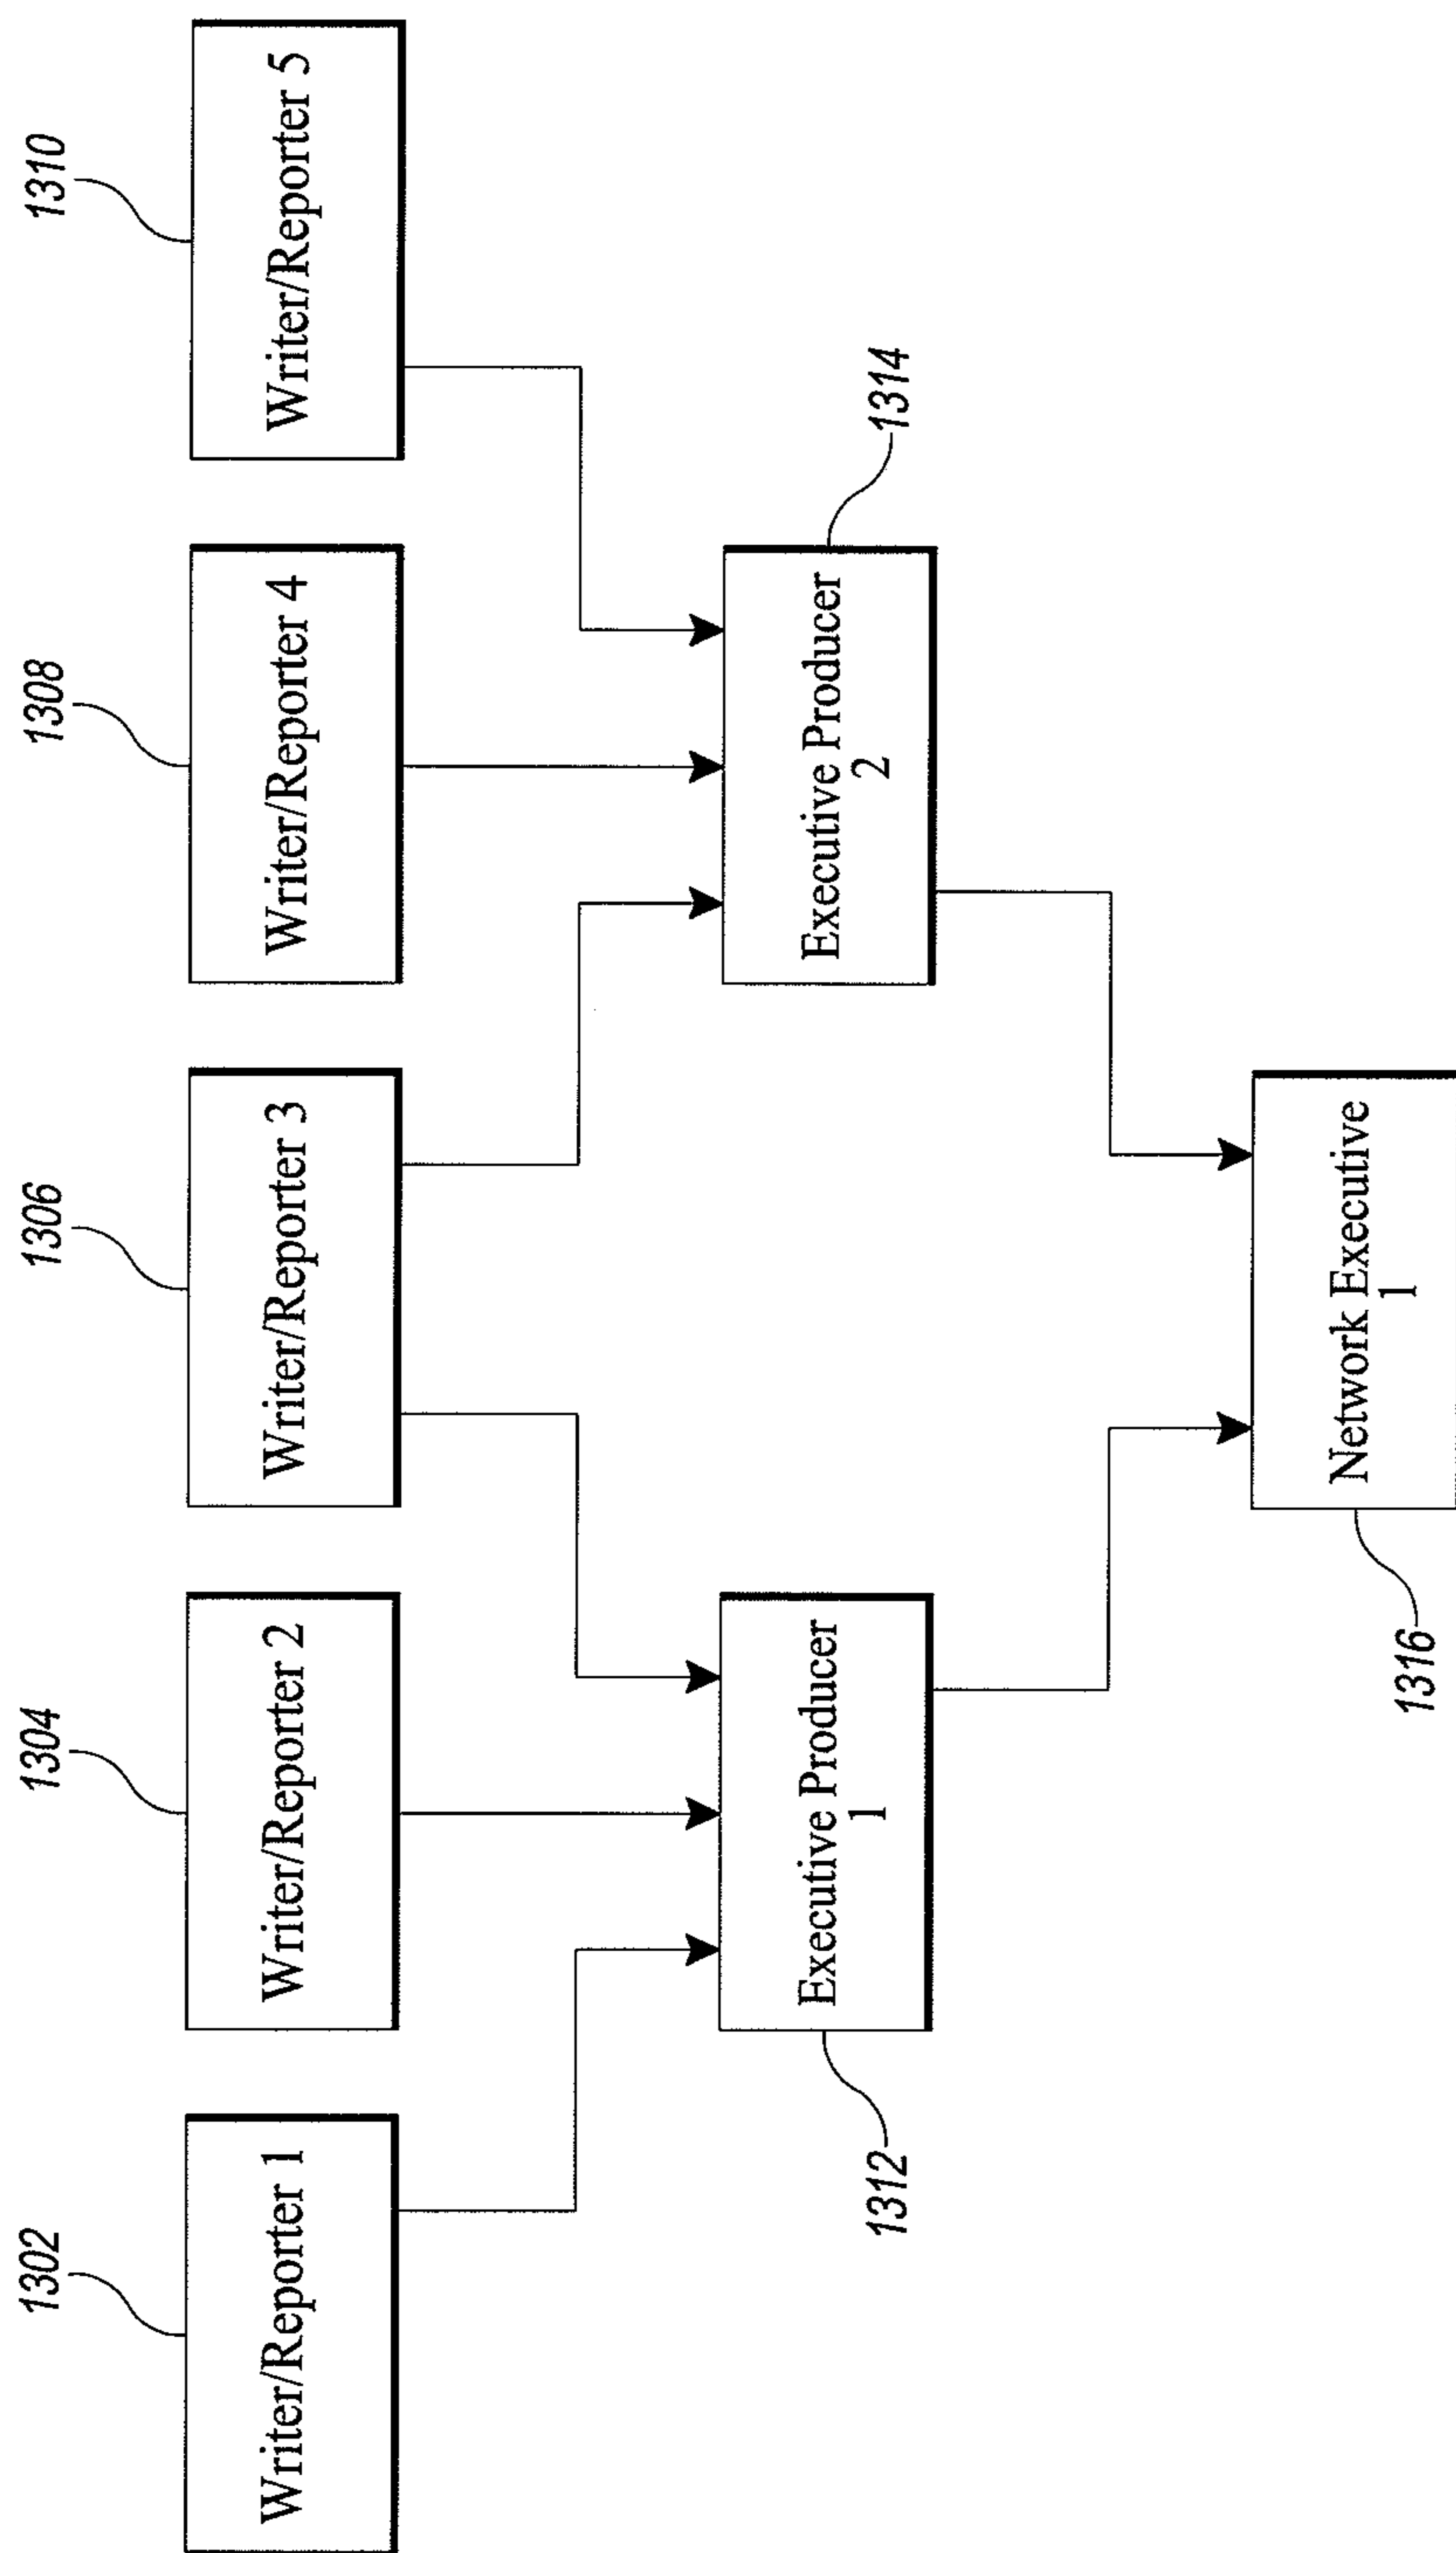 1302
1304
1306
1308
1310
Writer/Reporter 1
Writer/Reporter 2
Writer/Reporter 3
Writer/Reporter 4
Writer/Reporter 5
1312
Executive Producer
1
Executive Producer
2
1314
1316
Network Executive
1